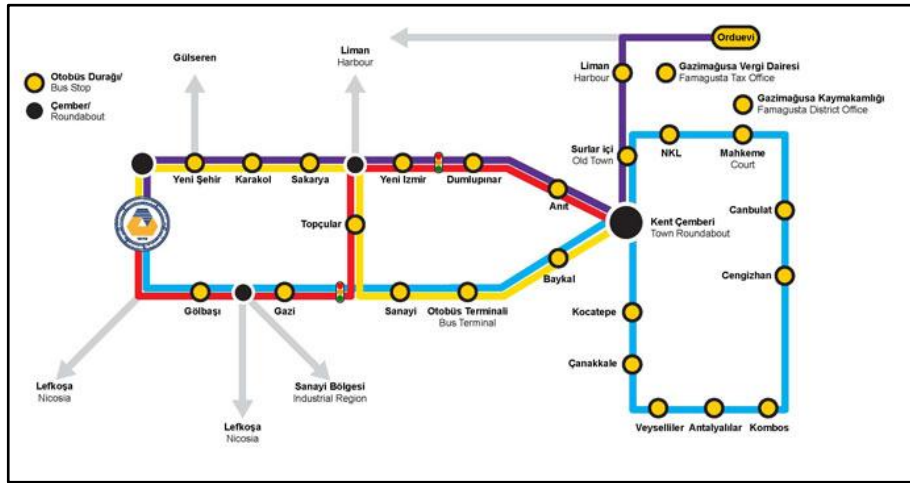 Otobüs Durağı/
Bus Stop
Çember/
Roundabout
Gülseren
Liman
Harbour
Orduevi
Liman
Harbour
Gazimağusa Vergi Dairesi
Famagusta Tax Office
Gazimağusa Kaymakamlığı
Famagusta District Office
Surlar içi
Old Town
NKL
Mahkeme
Court
Yeni Şehir
Karakol
Sakarya
Yeni Izmir
Dumlupınar
Anıt
Canbulat
Topçular
Kent Çemberi
Town Roundabout
Baykal
Cengizhan
Gölbaşı
Gazi
Sanayi
Otobüs Terminali
Bus Terminal
Kocatepe
Çanakkale
Lefkoşa
Nicosia
Sanayi Bölgesi
Industrial Region
Lefkoşa
Nicosia
Veyselliler
Antalyalılar
Kombos